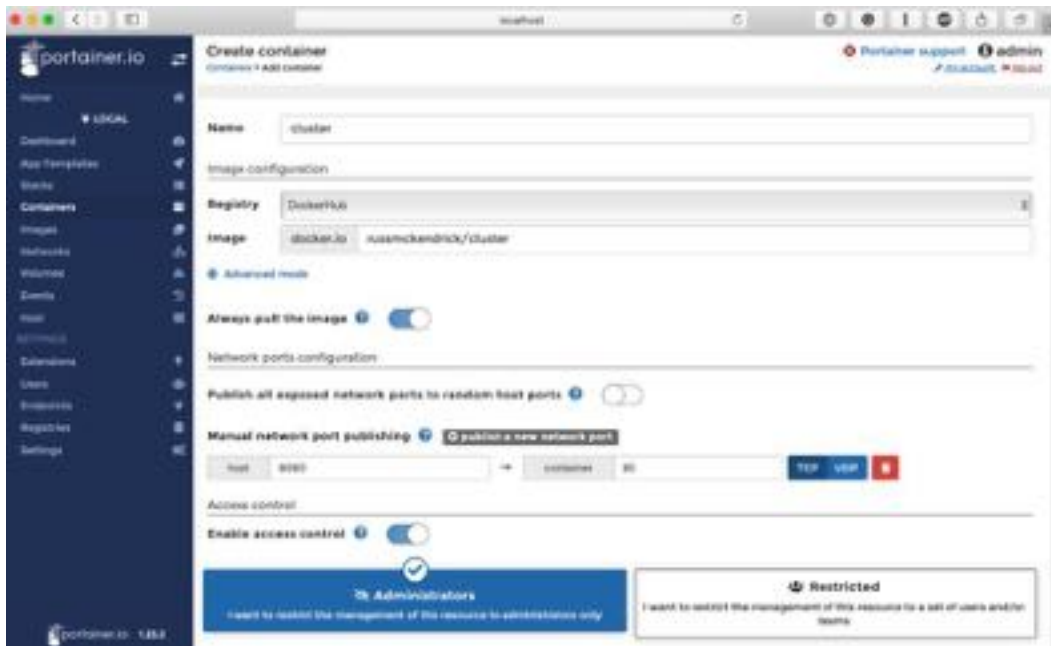 localhost
portainer.io
Create container
Containers > Add container
Portainer support
admin
my account
log out
Home
LOCAL
Dashboard
App Templates
Stacks
Containers
Images
Networks
Volumes
Events
Host
SETTINGS
Extensions
Users
Endpoints
Registries
Settings
portainer.io
Name
cluster
Image configuration
Registry
DockerHub
Image
docker.io
russmckendrick/cluster
Advanced mode
Always pull the image
Network ports configuration
Publish all exposed network ports to random host ports
Manual network port publishing
publish a new network port
host
8080
→
container
80
TCP
UDP
Access control
Enable access control
Administrators
I want to restrict the management of this resource to administrators only
Restricted
I want to restrict the management of this resource to a set of users and/or
teams